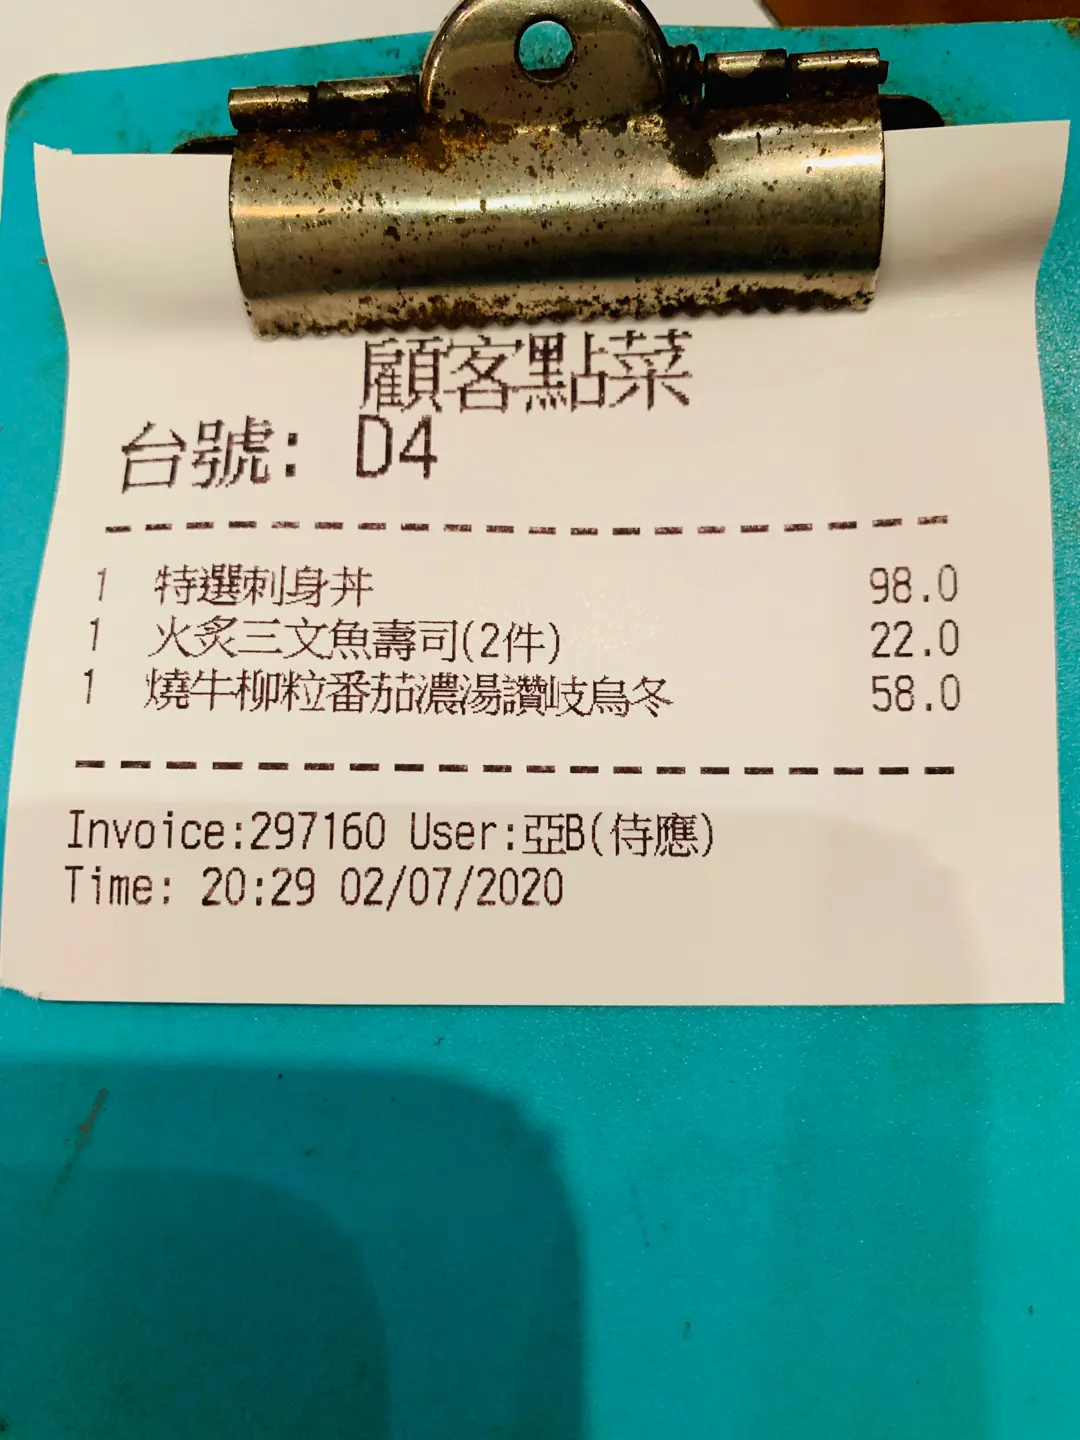 顧客點菜
台號: D4
1 特選刺身丼 98.0
1 火炙三文魚壽司(2件) 22.0
1 燒牛柳粒番茄濃湯讚岐烏冬 58.0
Invoice:297160 User:亞B(侍應)
Time: 20:29 02/07/2020